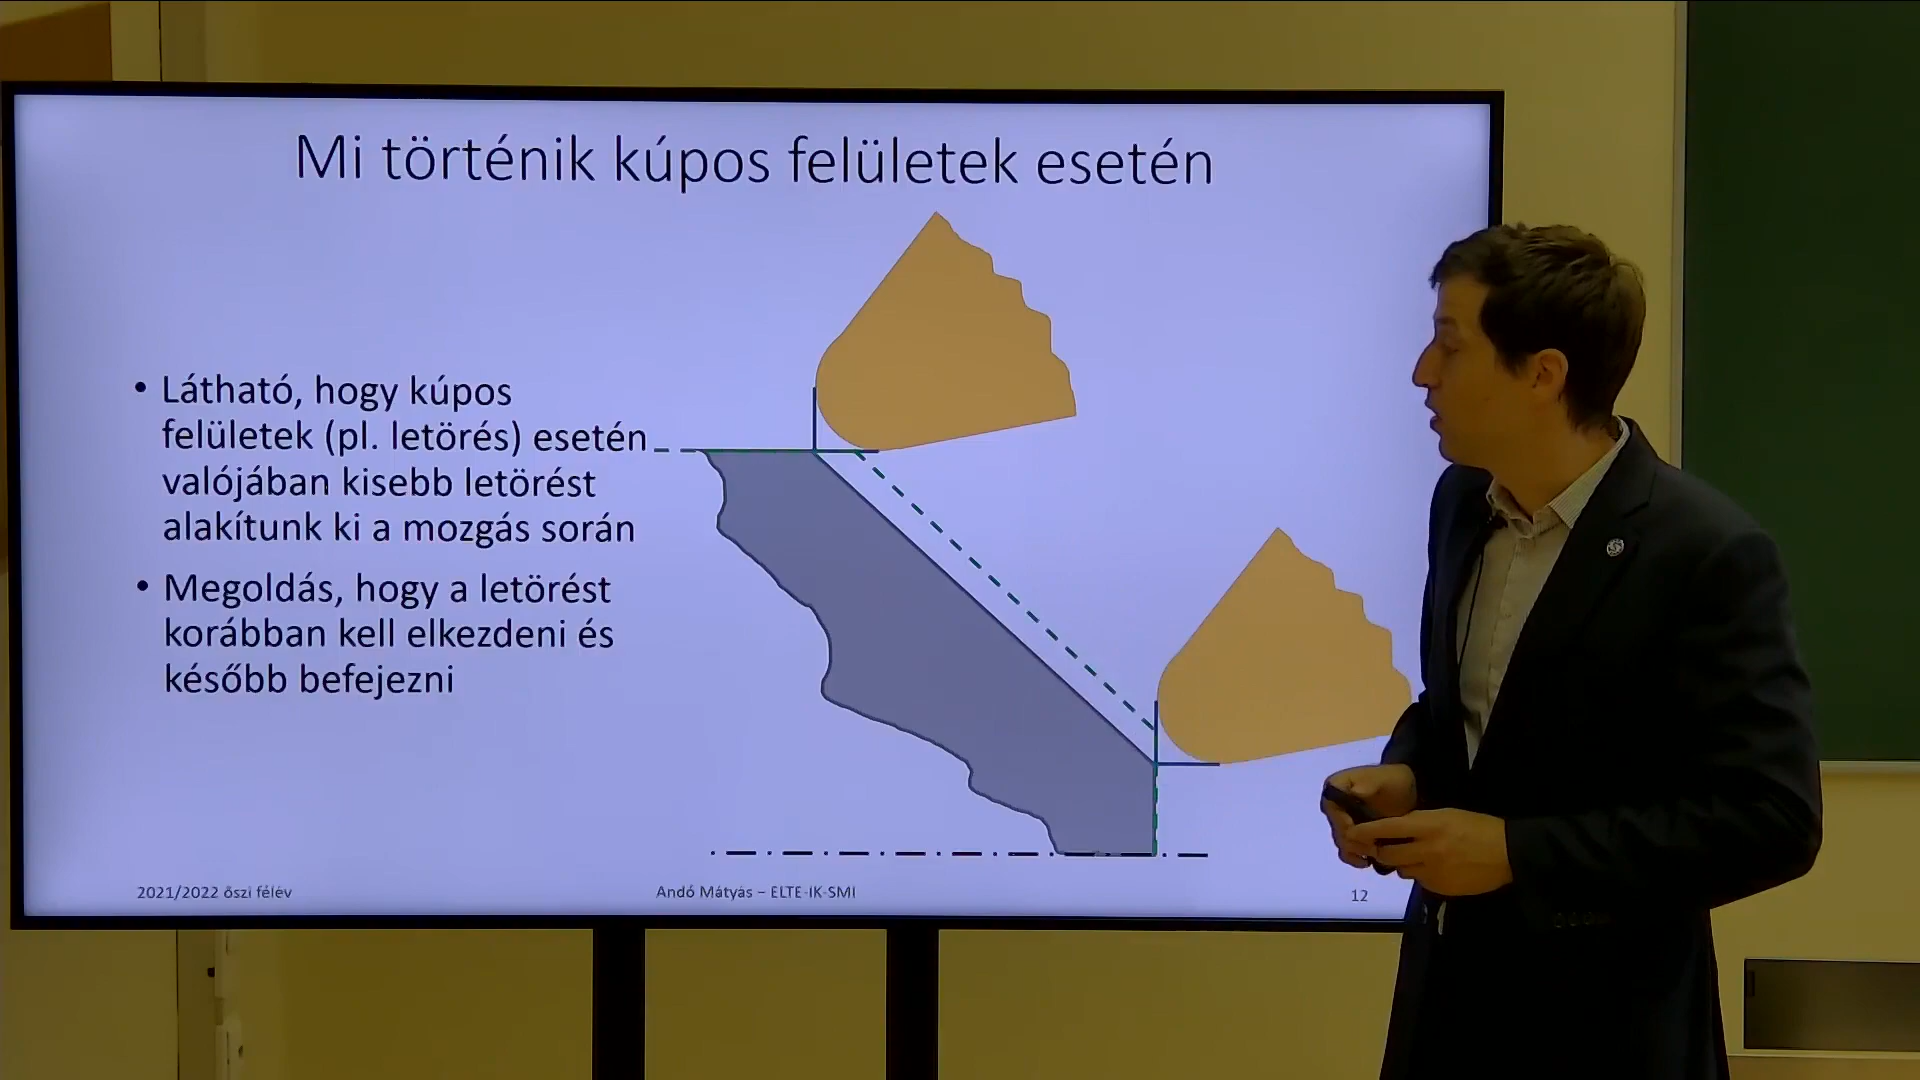 Mi történik kúpos felületek esetén
• Látható, hogy kúpos
felületek (pl. letörés) esetén
valójában kisebb letörést
alakítunk ki a mozgás során
• Megoldás, hogy a letörést
korábban kell elkezdeni és
később befejezni
2021/2022 őszi félév
Andó Mátyás – ELTE-IK-SMI
12